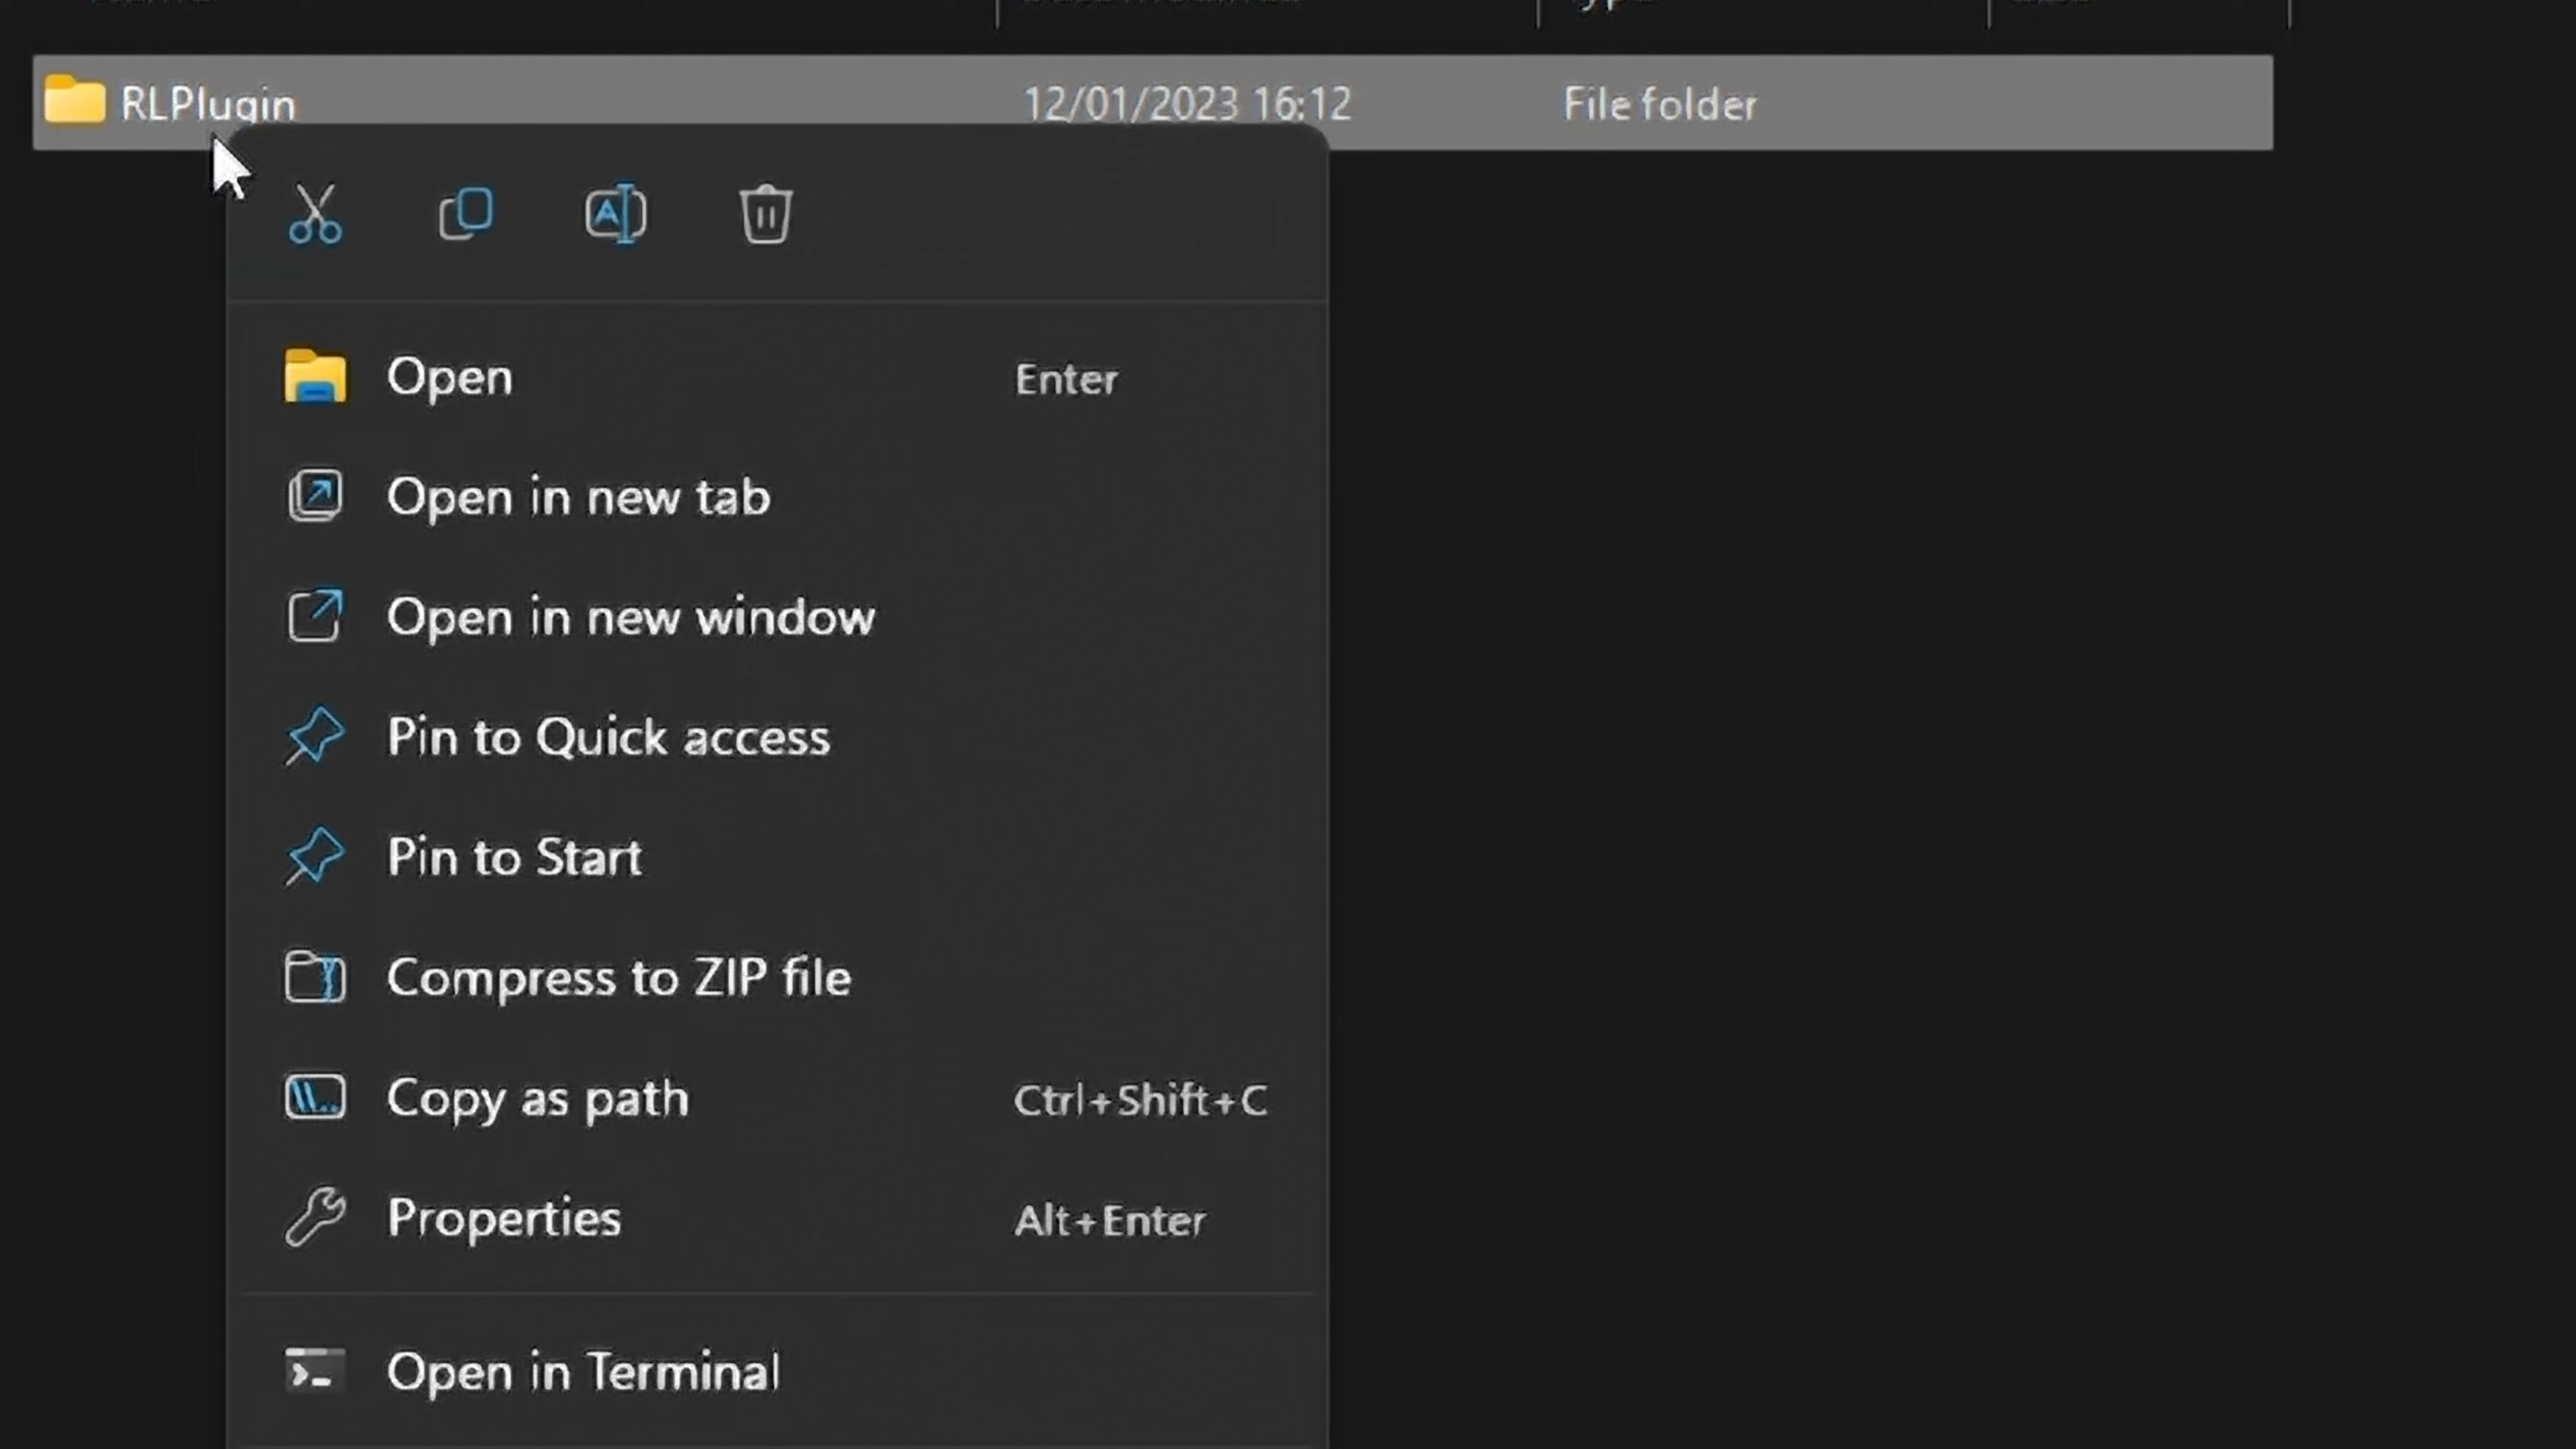 RLPlugin 12/01/2023 16:12 File folder
Open Enter
Open in new tab
Open in new window
Pin to Quick access
Pin to Start
Compress to ZIP file
Copy as path Ctrl+Shift+C
Properties Alt+Enter
Open in Terminal